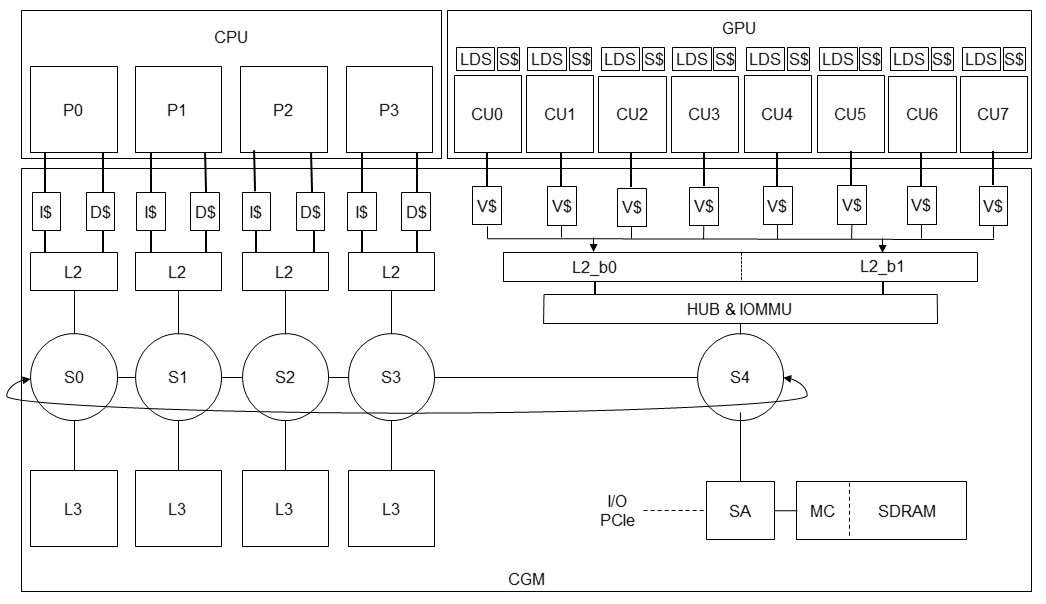 CPU
GPU
LDS S$ LDS S$ LDS S$ LDS S$ LDS S$ LDS S$ LDS S$ LDS S$
P0 P1 P2 P3
CU0 CU1 CU2 CU3 CU4 CU5 CU6 CU7
I$ D$ I$ D$ I$ D$ I$ D$
V$ V$ V$ V$ V$ V$ V$ V$
L2 L2 L2 L2
L2_b0 L2_b1
HUB & IOMMU
S0 S1 S2 S3 S4
L3 L3 L3 L3
I/O
PCIe
SA MC SDRAM
CGM